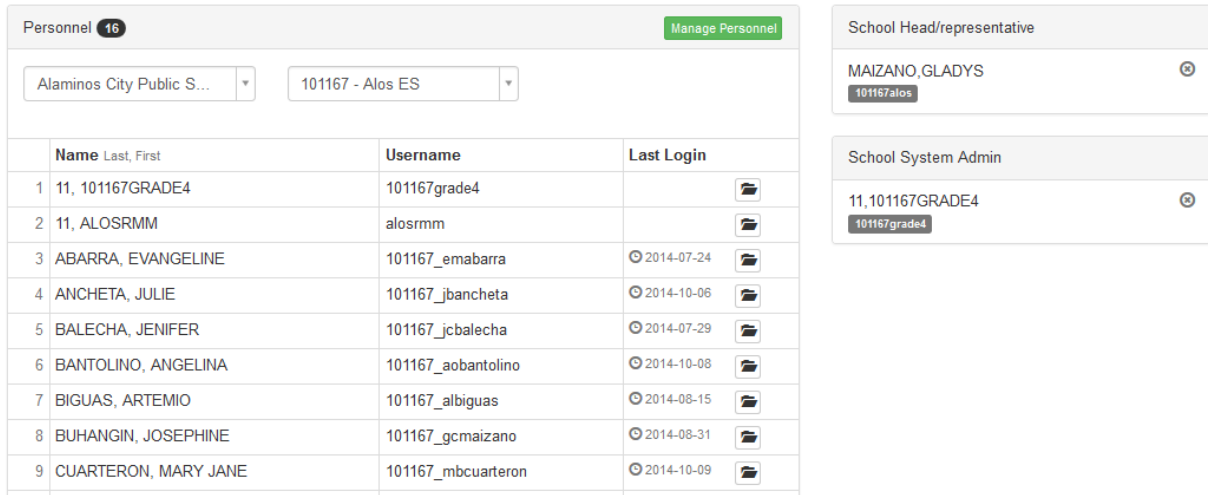 Personnel 16 Manage Personnel
Alaminos City Public S... 101167 - Alos ES
Name Last, First Username Last Login
1 11, 101167GRADE4 101167grade4
2 11, ALOSRMM alosrmm
3 ABARRA, EVANGELINE 101167_emabarra 2014-07-24
4 ANCHETA, JULIE 101167_jbancheta 2014-10-06
5 BALECHA, JENIFER 101167_jcbalecha 2014-07-29
6 BANTOLINO, ANGELINA 101167_aobantolino 2014-10-08
7 BIGUAS, ARTEMIO 101167_albiguas 2014-08-15
8 BUHANGIN, JOSEPHINE 101167_gcmaizano 2014-08-31
9 CUARTERON, MARY JANE 101167_mbcuarteron 2014-10-09
School Head/representative
MAIZANO,GLADYS
101167alos
School System Admin
11,101167GRADE4
101167grade4